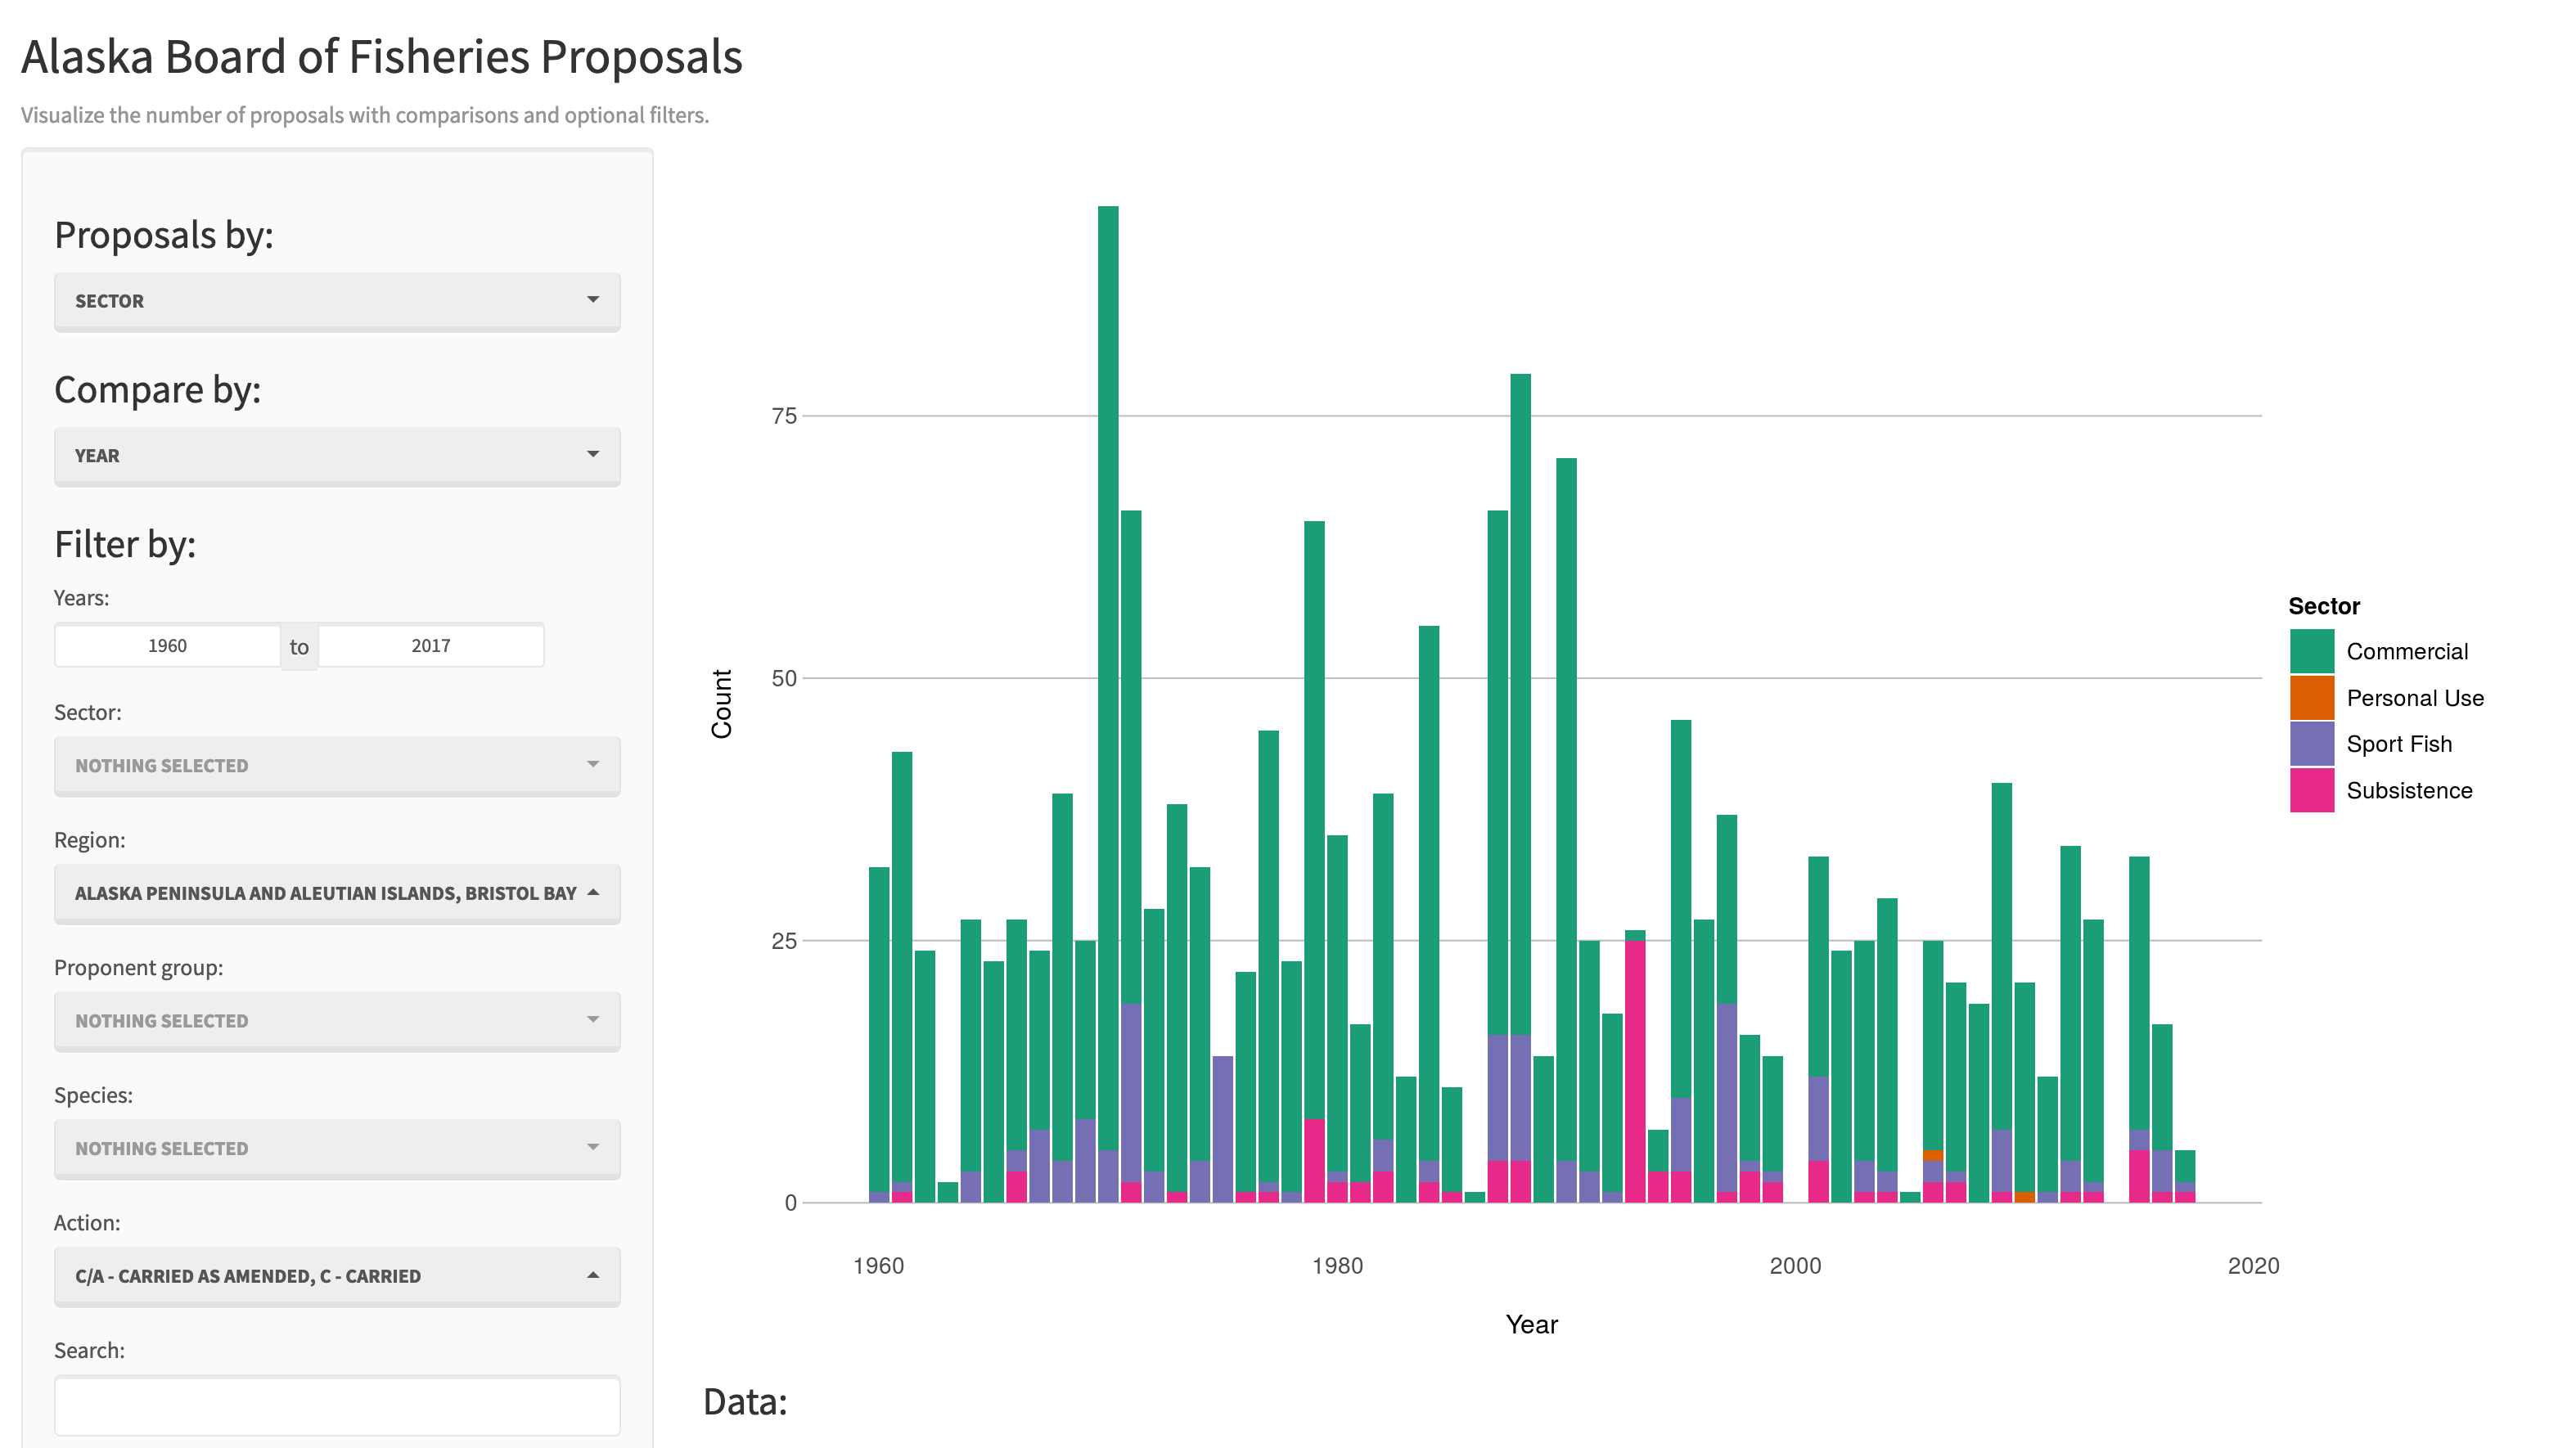 Alaska Board of Fisheries Proposals
Visualize the number of proposals with comparisons and optional filters.
Proposals by:
SECTOR
Compare by:
YEAR
Filter by:
Years:
1960 to 2017
Sector:
NOTHING SELECTED
Region:
ALASKA PENINSULA AND ALEUTIAN ISLANDS, BRISTOL BAY
Proponent group:
NOTHING SELECTED
Species:
NOTHING SELECTED
Action:
C/A - CARRIED AS AMENDED, C - CARRIED
Search:
Count
75
50
25
0
1960 1980 2000 2020
Year
Sector
Commercial
Personal Use
Sport Fish
Subsistence
Data: